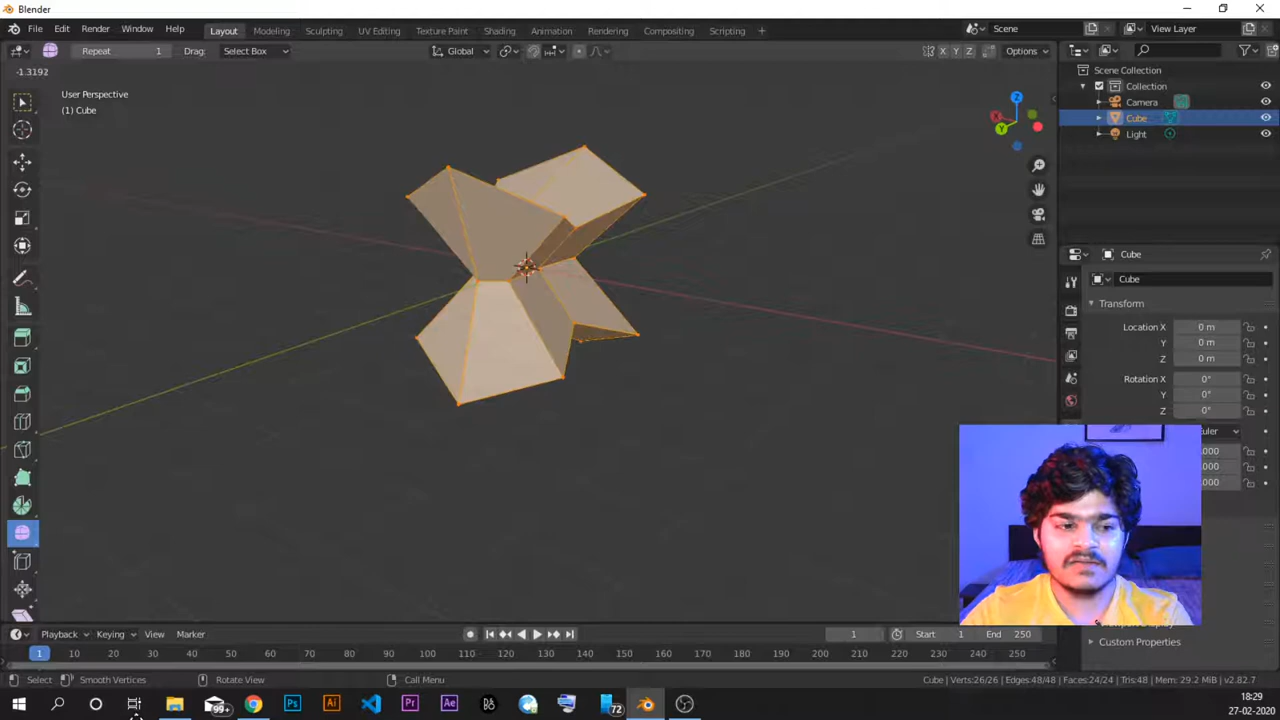 Blender
File Edit Render Window Help Layout Modeling Sculpting UV Editing Texture Paint Shading Animation Rendering Compositing Scripting + Scene View Layer
Repeat 1 Drag: Select Box Global X Y Z Options
-1.3192
User Perspective
(1) Cube
Scene Collection
Collection
Camera
Cube
Light
Z
X
Y
Cube
Cube
Transform
Location X 0 m
Y 0 m
Z 0 m
Rotation X 0°
Y 0°
Z 0°
Custom Properties
Playback Keying View Marker 1 Start 1 End 250
1 10 20 30 40 50 60 70 80 90 100 110 120 130 140 150 160 170 180 190 200 210 220 230 240 250
Select Smooth Vertices Rotate View Call Menu Cube | Verts:26/26 | Edges:48/48 | Faces:24/24 | Tris:48 | Mem: 29.2 MiB | v2.82.7
99+ Ps Ai Pr Ae 72
18:29
27-02-2020